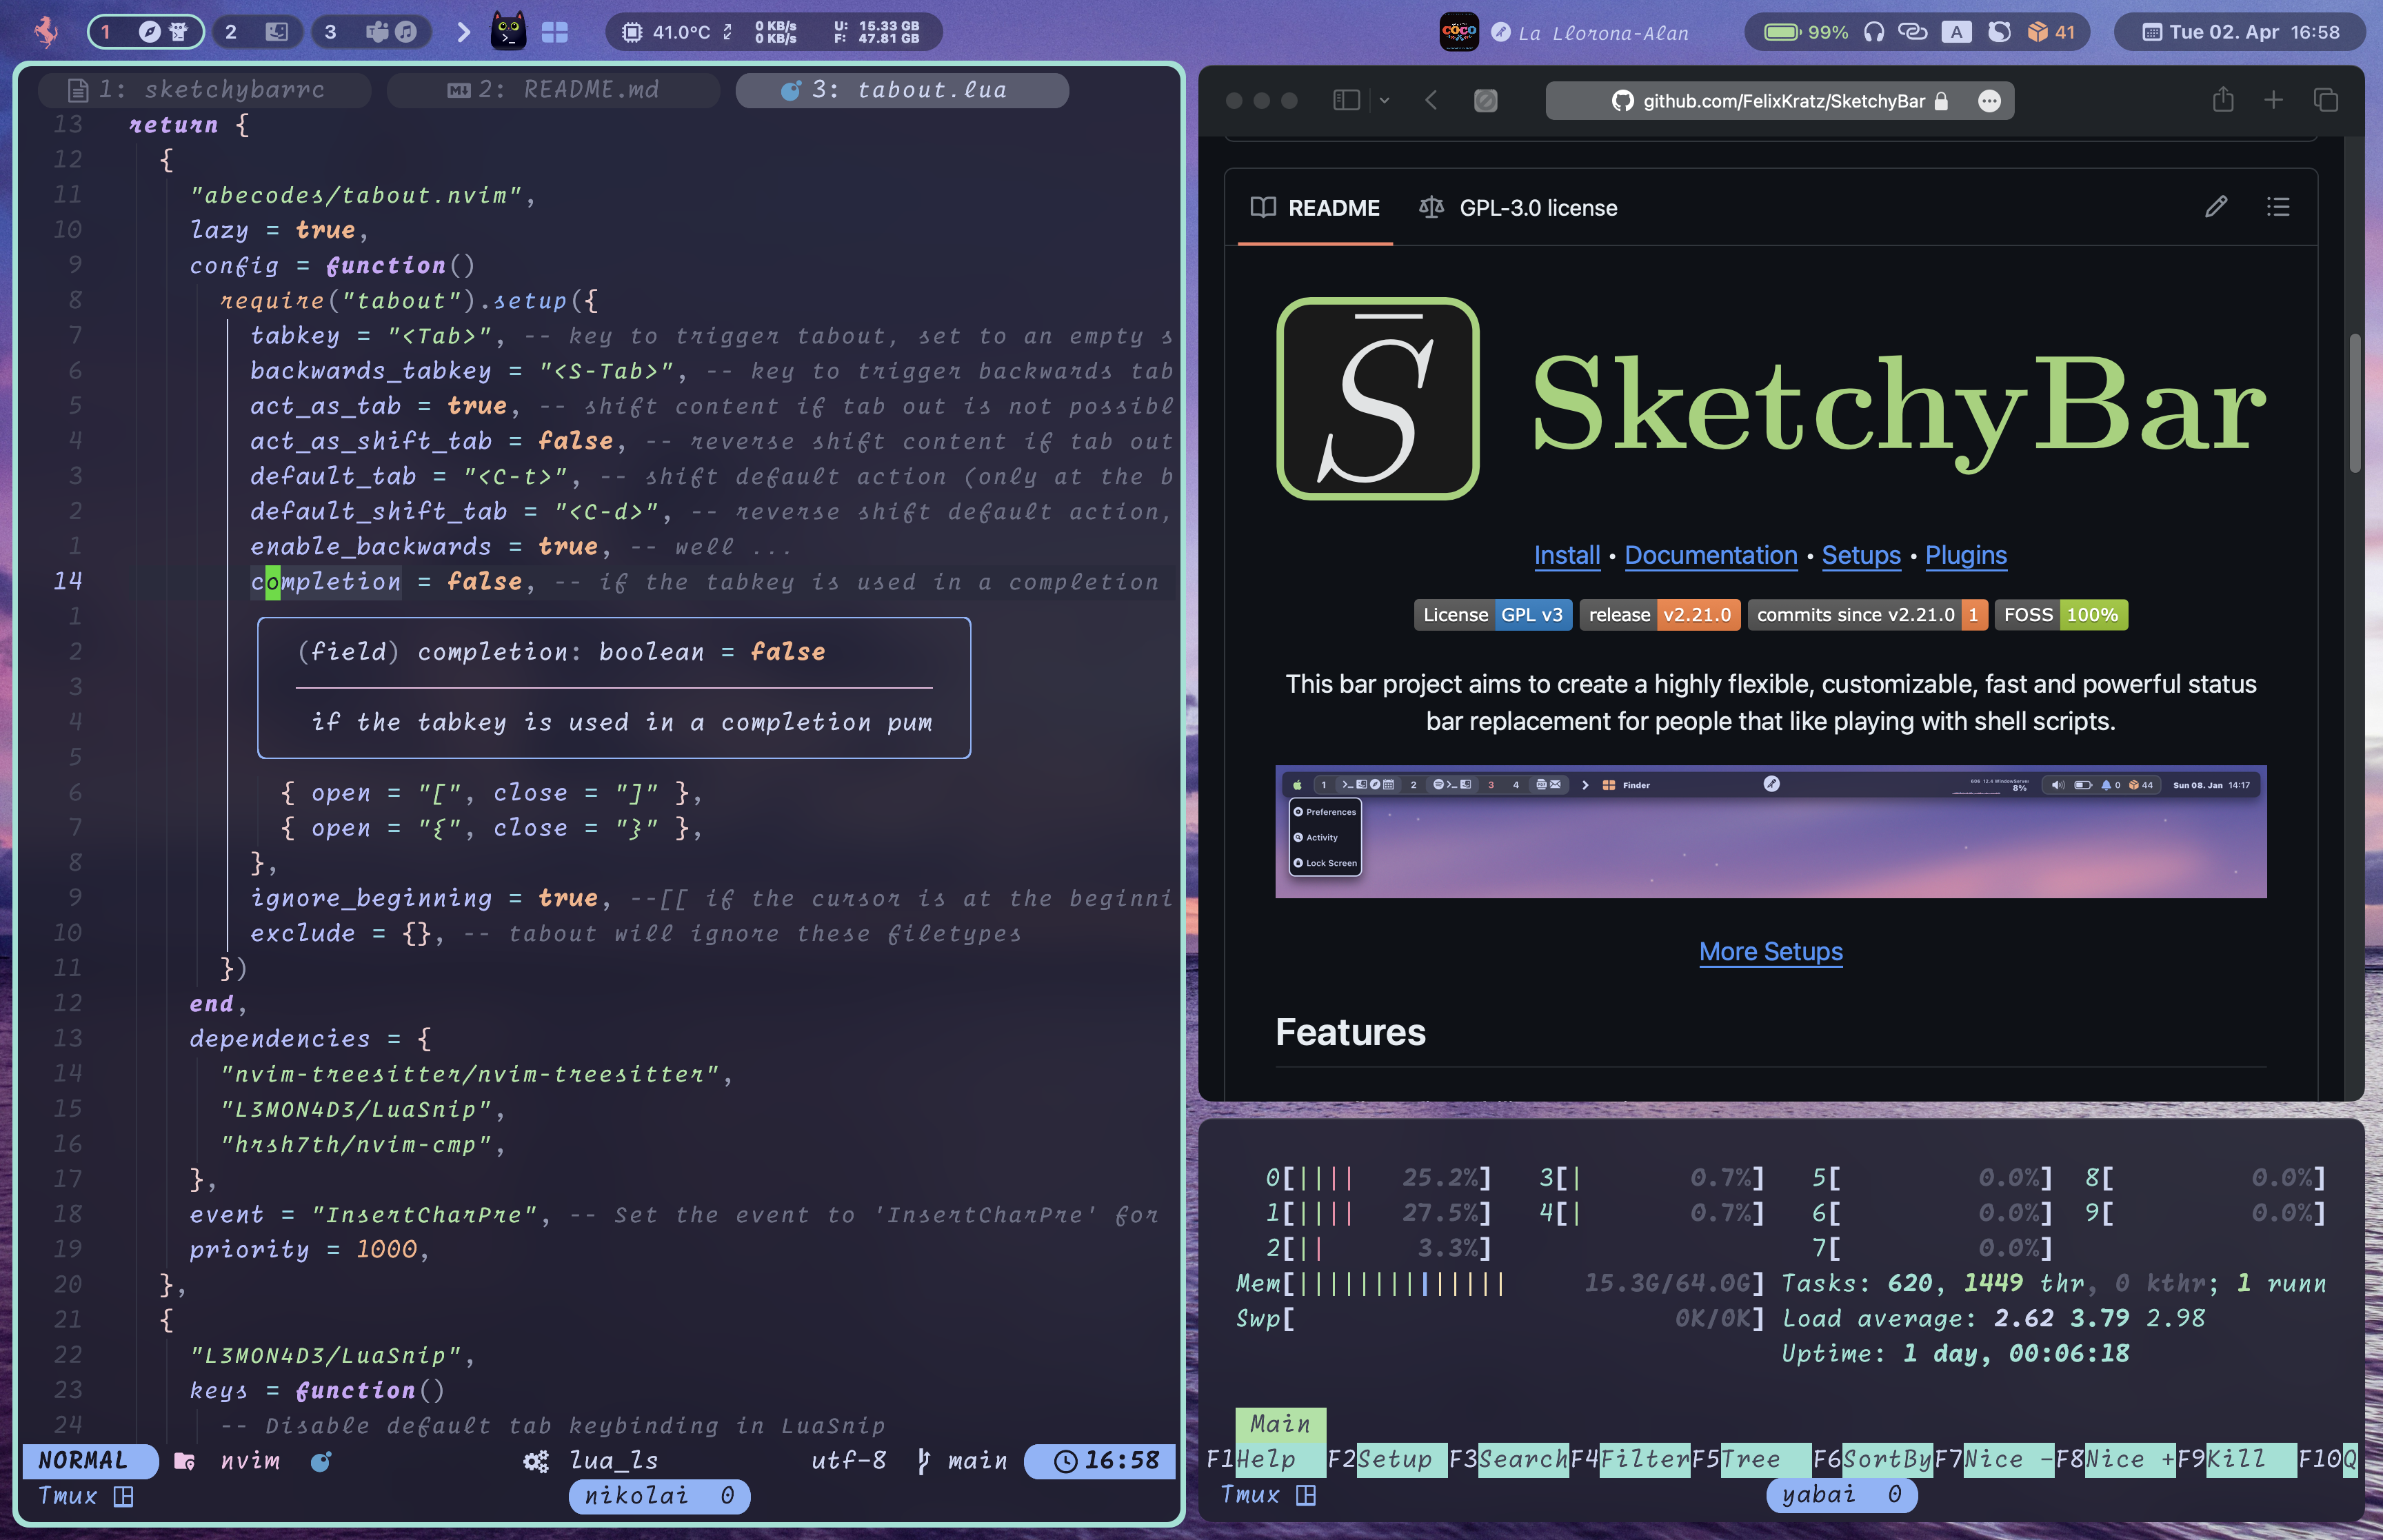 1 2 3 41.0°C 0 KB/s 0 KB/s U: 15.33 GB F: 47.81 GB coco La Llorona-Alan 99% A 41 Tue 02. Apr 16:58
1: sketchybarrc 2: README.md 3: tabout.lua
13 return {
12 {
11 "abecodes/tabout.nvim",
10 lazy = true,
9 config = function()
8 require("tabout").setup({
7 tabkey = "<Tab>", -- key to trigger tabout, set to an empty s
6 backwards_tabkey = "<S-Tab>", -- key to trigger backwards tab
5 act_as_tab = true, -- shift content if tab out is not possibl
4 act_as_shift_tab = false, -- reverse shift content if tab out
3 default_tab = "<C-t>", -- shift default action (only at the b
2 default_shift_tab = "<C-d>", -- reverse shift default action,
1 enable_backwards = true, -- well ...
14 completion = false, -- if the tabkey is used in a completion
1
2 (field) completion: boolean = false
3
4 if the tabkey is used in a completion pum
5
6 { open = "[", close = "]" },
7 { open = "{", close = "}" },
8 },
9 ignore_beginning = true, --[[ if the cursor is at the beginni
10 exclude = {}, -- tabout will ignore these filetypes
11 })
12 end,
13 dependencies = {
14 "nvim-treesitter/nvim-treesitter",
15 "L3MON4D3/LuaSnip",
16 "hrsh7th/nvim-cmp",
17 },
18 event = "InsertCharPre", -- Set the event to 'InsertCharPre' for
19 priority = 1000,
20 },
21 {
22 "L3MON4D3/LuaSnip",
23 keys = function()
24 -- Disable default tab keybinding in LuaSnip
NORMAL nvim lua_ls utf-8 main 16:58
Tmux nikolai 0
github.com/FelixKratz/SketchyBar
README GPL-3.0 license
S SketchyBar
Install • Documentation • Setups • Plugins
License GPL v3 release v2.21.0 commits since v2.21.0 1 FOSS 100%
This bar project aims to create a highly flexible, customizable, fast and powerful status
bar replacement for people that like playing with shell scripts.
1 2 3 4 Finder 8% 0 44 Sun 08. Jan 14:17
Preferences
Activity
Lock Screen
More Setups
Features
0[|||| 25.2%] 3[| 0.7%] 5[ 0.0%] 8[ 0.0%]
1[|||| 27.5%] 4[| 0.7%] 6[ 0.0%] 9[ 0.0%]
2[|| 3.3%] 7[ 0.0%]
Mem[|||||||||||||| 15.3G/64.0G] Tasks: 620, 1449 thr, 0 kthr; 1 runn
Swp[ 0K/0K] Load average: 2.62 3.79 2.98
Uptime: 1 day, 00:06:18
Main
F1Help F2Setup F3SearchF4FilterF5Tree F6SortByF7Nice -F8Nice +F9Kill F10Q
Tmux yabai 0